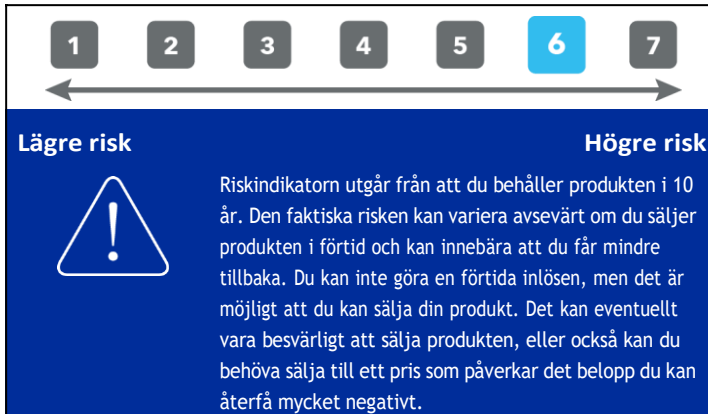 1 2 3 4 5 6 7
Lägre risk Högre risk
Riskindikatorn utgår från att du behåller produkten i 10
år. Den faktiska risken kan variera avsevärt om du säljer
produkten i förtid och kan innebära att du får mindre
tillbaka. Du kan inte göra en förtida inlösen, men det är
möjligt att du kan sälja din produkt. Det kan eventuellt
vara besvärligt att sälja produkten, eller också kan du
behöva sälja till ett pris som påverkar det belopp du kan
återfå mycket negativt.